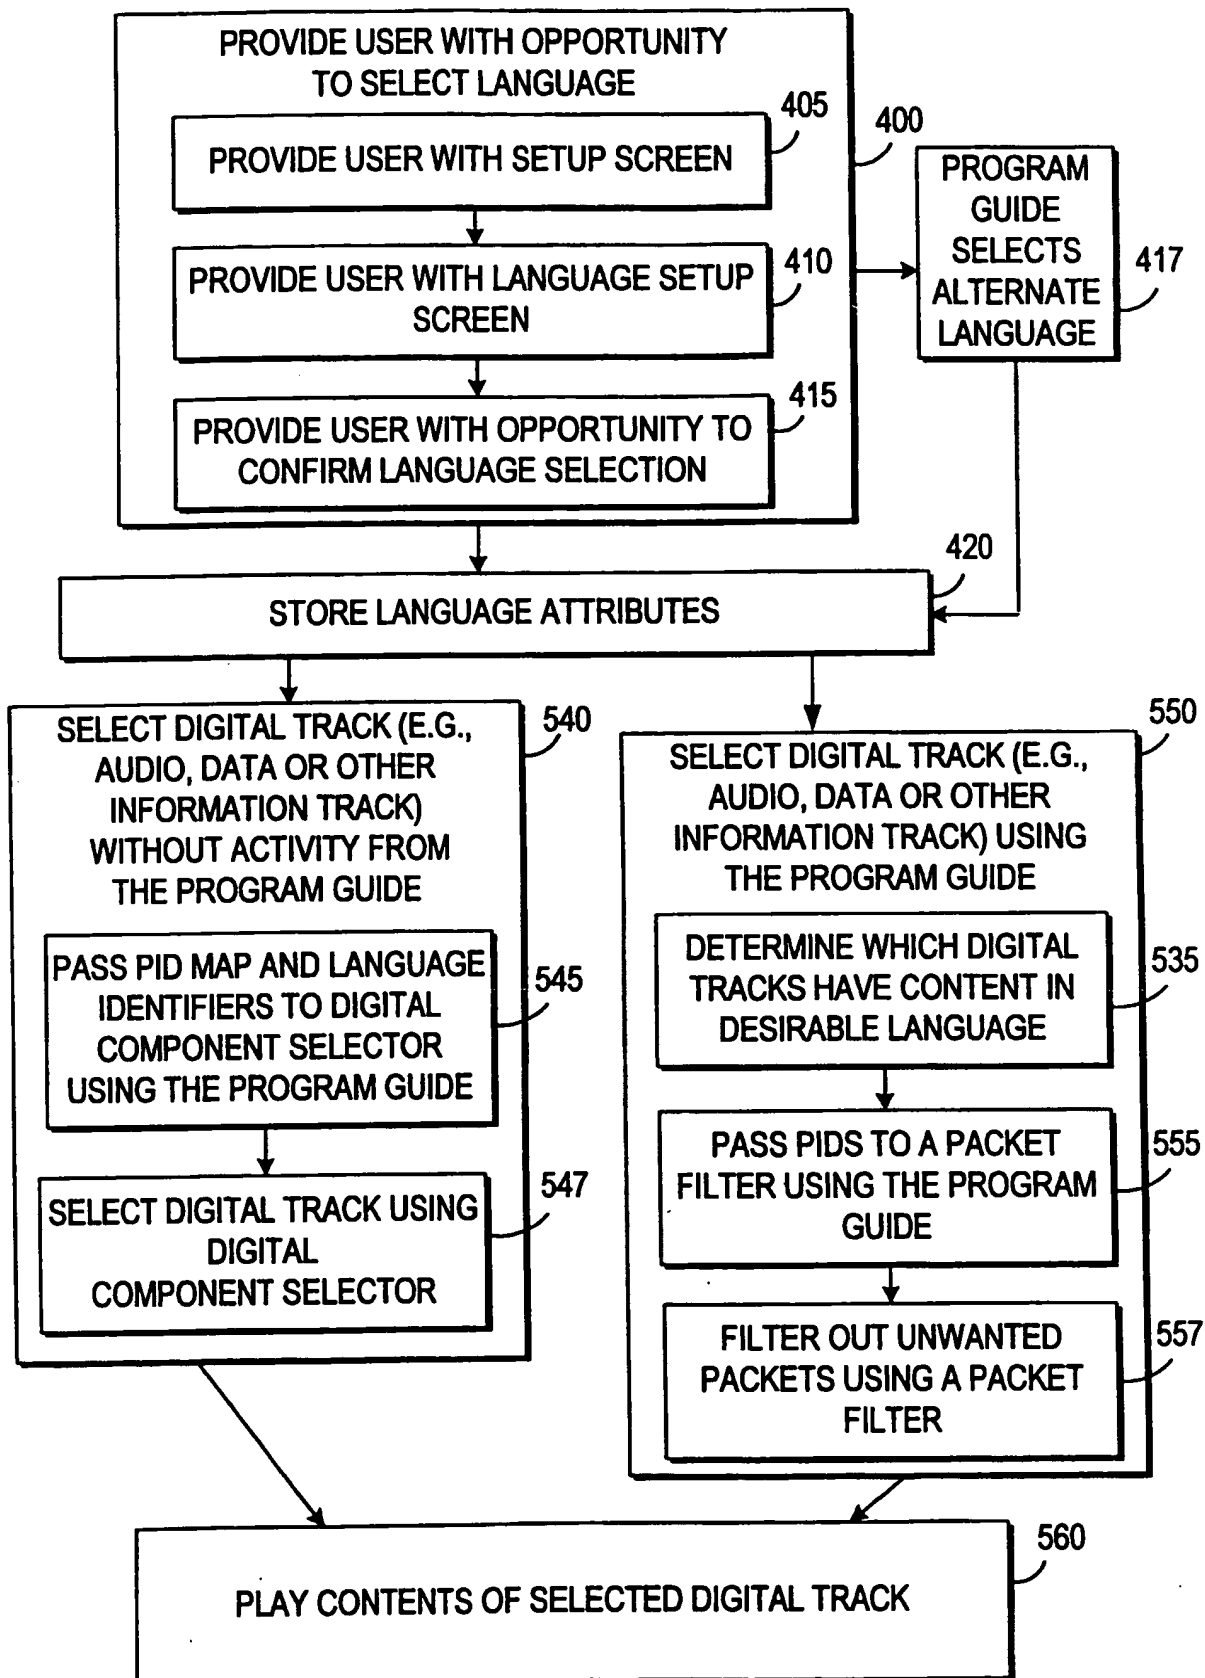 PROVIDE USER WITH OPPORTUNITY
TO SELECT LANGUAGE
405
400
PROVIDE USER WITH SETUP SCREEN
PROGRAM
GUIDE
SELECTS
ALTERNATE
LANGUAGE
417
410
PROVIDE USER WITH LANGUAGE SETUP
SCREEN
415
PROVIDE USER WITH OPPORTUNITY TO
CONFIRM LANGUAGE SELECTION
420
STORE LANGUAGE ATTRIBUTES
540
SELECT DIGITAL TRACK (E.G.,
AUDIO, DATA OR OTHER
INFORMATION TRACK)
WITHOUT ACTIVITY FROM
THE PROGRAM GUIDE
545
PASS PID MAP AND LANGUAGE
IDENTIFIERS TO DIGITAL
COMPONENT SELECTOR
USING THE PROGRAM GUIDE
547
SELECT DIGITAL TRACK USING
DIGITAL
COMPONENT SELECTOR
550
SELECT DIGITAL TRACK (E.G.,
AUDIO, DATA OR OTHER
INFORMATION TRACK) USING
THE PROGRAM GUIDE
535
DETERMINE WHICH DIGITAL
TRACKS HAVE CONTENT IN
DESIRABLE LANGUAGE
555
PASS PIDS TO A PACKET
FILTER USING THE PROGRAM
GUIDE
557
FILTER OUT UNWANTED
PACKETS USING A PACKET
FILTER
560
PLAY CONTENTS OF SELECTED DIGITAL TRACK